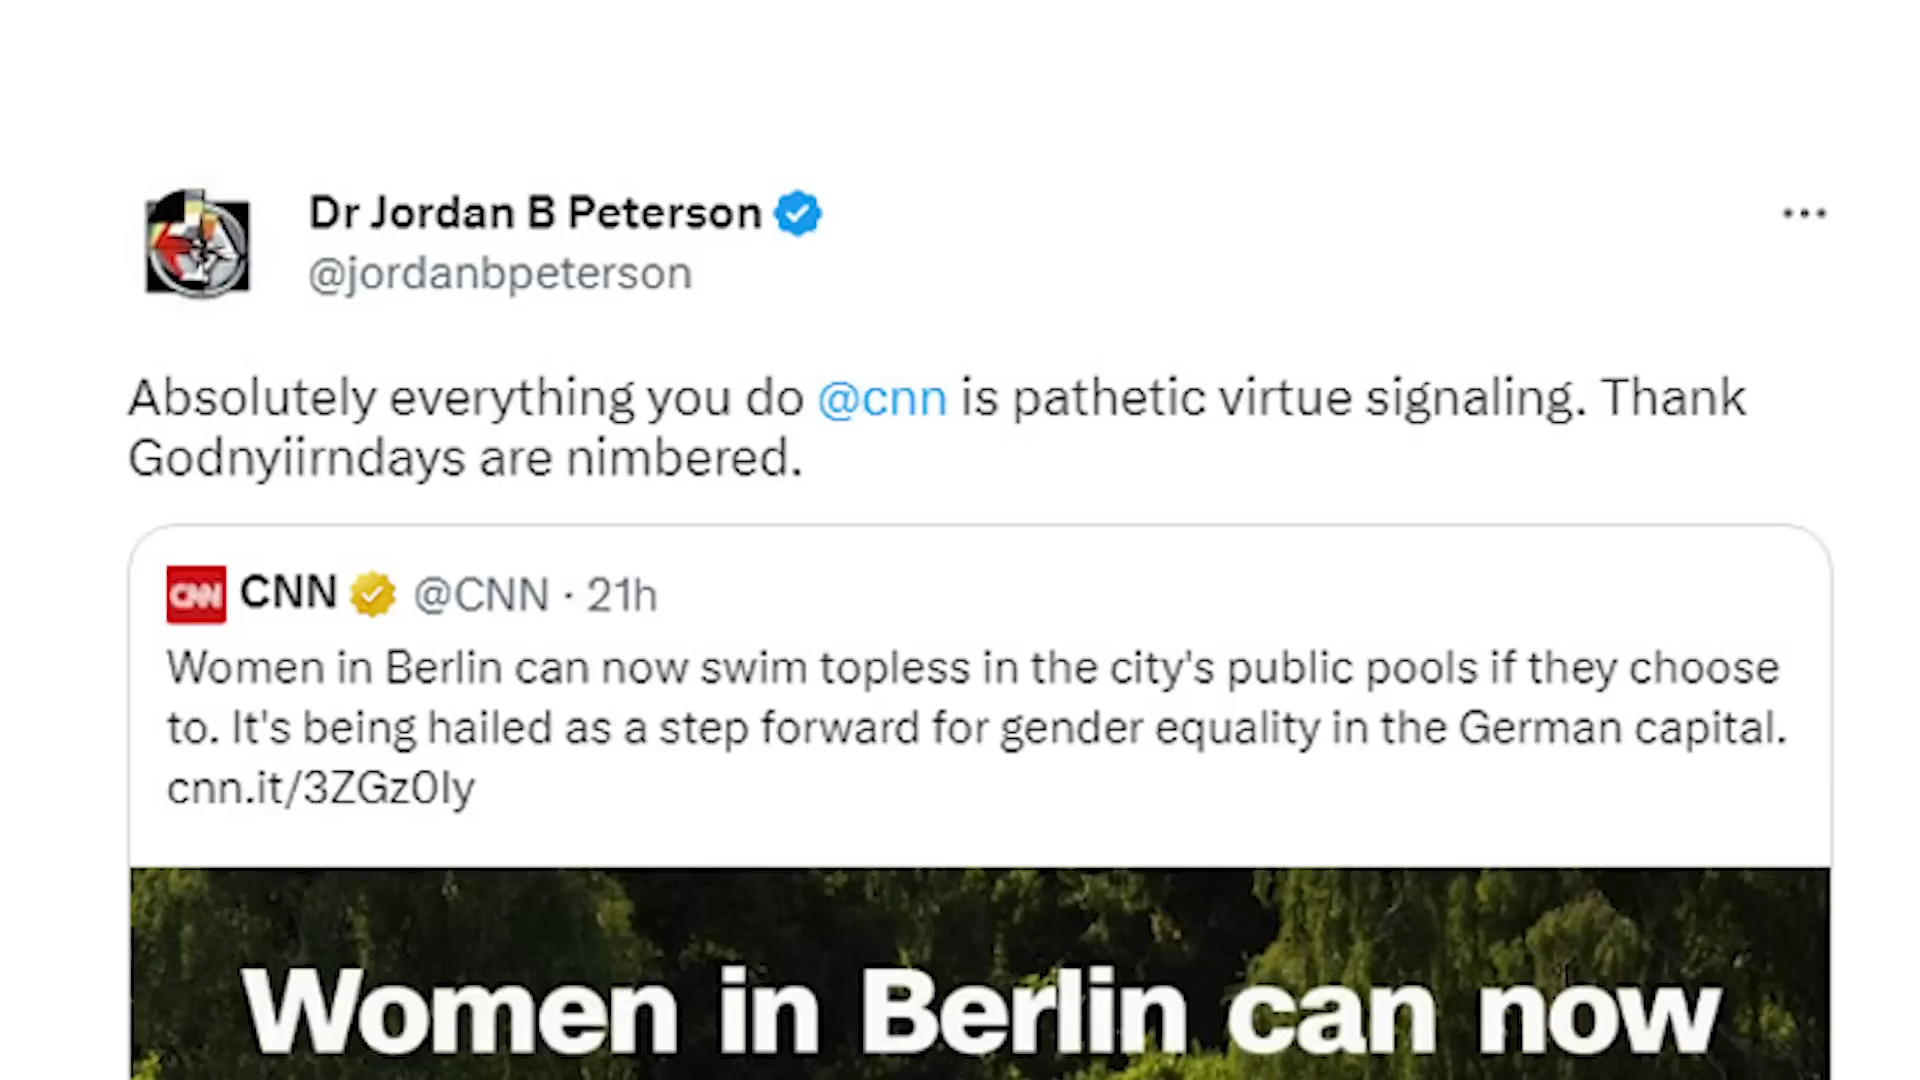 Dr Jordan B Peterson
@jordanbpeterson
Absolutely everything you do @cnn is pathetic virtue signaling. Thank
Godnyiirndays are nimbered.
CNN CNN @CNN · 21h
Women in Berlin can now swim topless in the city's public pools if they choose
to. It's being hailed as a step forward for gender equality in the German capital.
cnn.it/3ZGz0ly
Women in Berlin can now